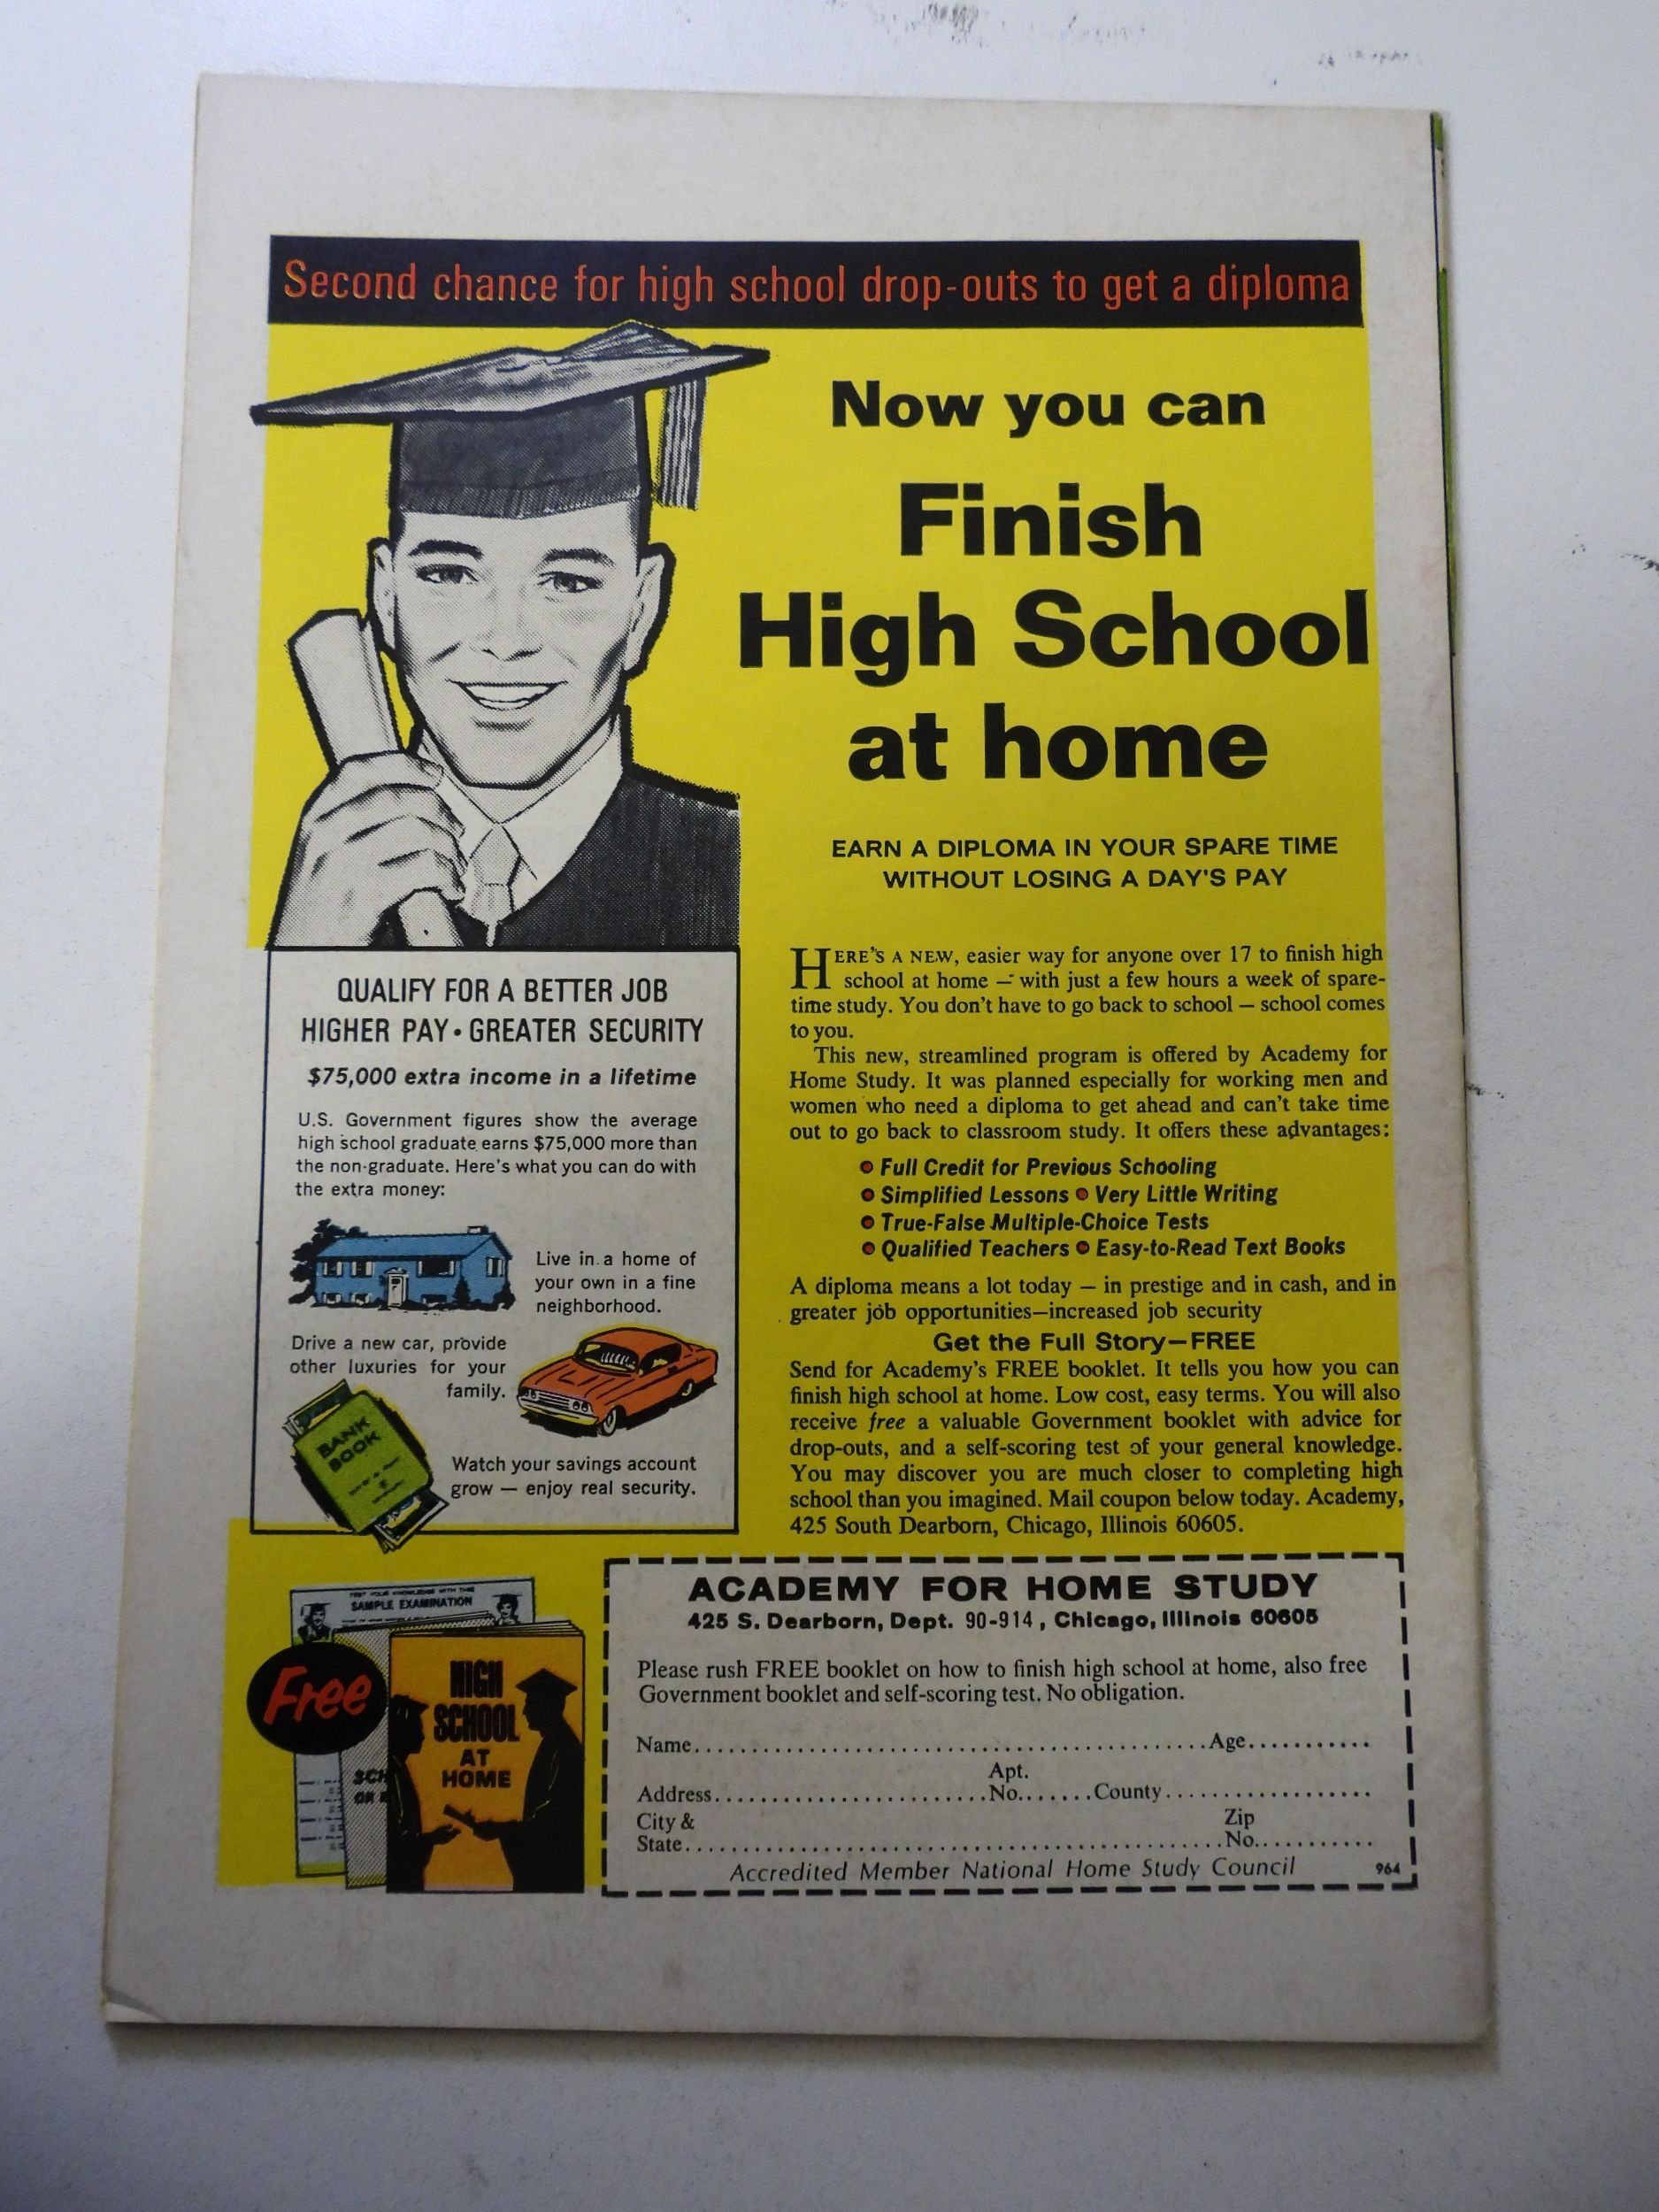 Second chance for high school drop-outs to get a diploma
Now you can
Finish
High School
at home
EARN A DIPLOMA IN YOUR SPARE TIME
WITHOUT LOSING A DAY'S PAY
QUALIFY FOR A BETTER JOB
HIGHER PAY • GREATER SECURITY
$75,000 extra income in a lifetime
U.S. Government figures show the average
high school graduate earns $75,000 more than
the non-graduate. Here's what you can do with
the extra money:
Live in a home of
your own in a fine
neighborhood.
Drive a new car, provide
other luxuries for your
family.
BANK
BOOK
Watch your savings account
grow — enjoy real security.
HERE'S A NEW, easier way for anyone over 17 to finish high
school at home — with just a few hours a week of spare-
time study. You don't have to go back to school — school comes
to you.
This new, streamlined program is offered by Academy for
Home Study. It was planned especially for working men and
women who need a diploma to get ahead and can't take time
out to go back to classroom study. It offers these advantages:
• Full Credit for Previous Schooling
• Simplified Lessons • Very Little Writing
• True-False Multiple-Choice Tests
• Qualified Teachers • Easy-to-Read Text Books
A diploma means a lot today — in prestige and in cash, and in
greater job opportunities—increased job security
Get the Full Story—FREE
Send for Academy's FREE booklet. It tells you how you can
finish high school at home. Low cost, easy terms. You will also
receive free a valuable Government booklet with advice for
drop-outs, and a self-scoring test of your general knowledge.
You may discover you are much closer to completing high
school than you imagined. Mail coupon below today. Academy,
425 South Dearborn, Chicago, Illinois 60605.
TEST YOUR KNOWLEDGE WITH THIS
SAMPLE EXAMINATION
Free
SCH
OR
HIGH
SCHOOL
AT
HOME
ACADEMY FOR HOME STUDY
425 S. Dearborn, Dept. 90-914, Chicago, Illinois 60605
Please rush FREE booklet on how to finish high school at home, also free
Government booklet and self-scoring test. No obligation.
Name.............................................Age...........
Apt.
Address........................No.......County..................
City & Zip
State...............................................No...........
Accredited Member National Home Study Council 964